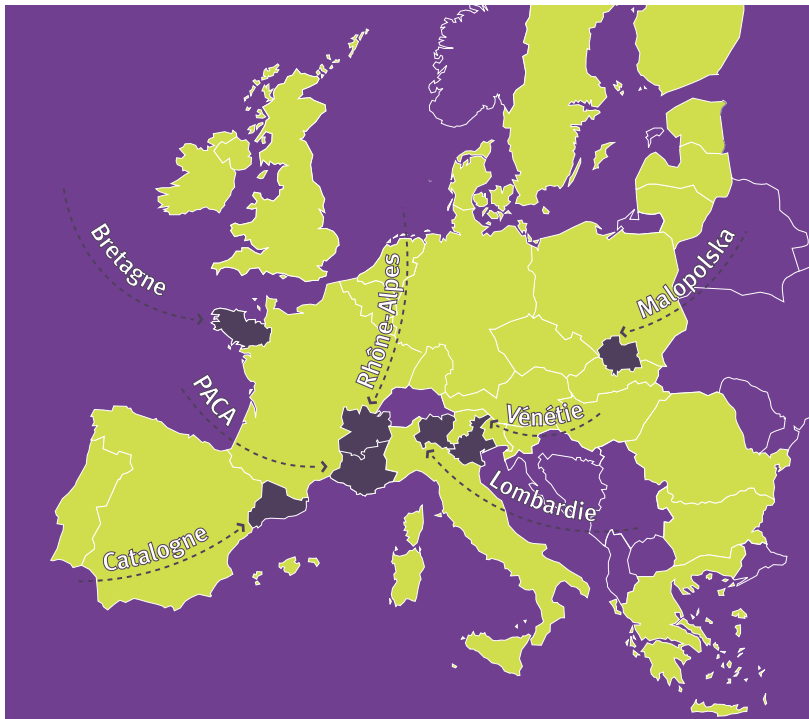 Bretagne
Rhône-Alpes
Malopolska
PACA
Vénétie
Lombardie
Catalogne